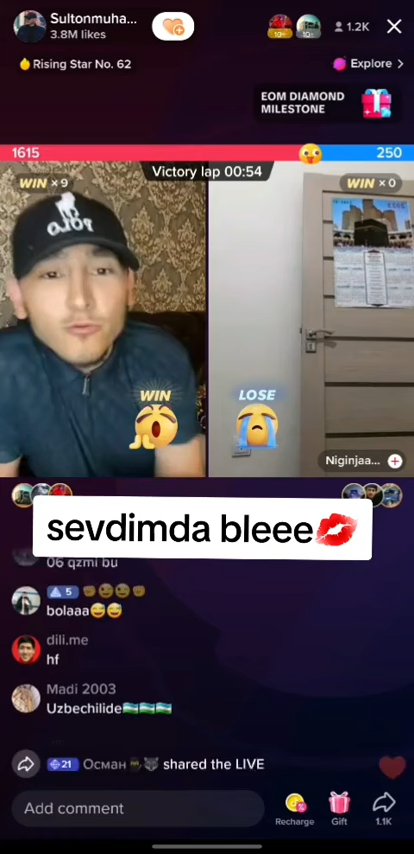 Sultonmuha...
3.8M likes
1.2K
Rising Star No. 62
Explore >
EOM DIAMOND
MILESTONE
1615
250
Victory lap 00:54
WIN ×9
WIN ×0
POLO
WIN
LOSE
Niginjaa...
sevdimda bleee💋
06 qzmi bu
5 ✊😉😉✊
bolaaa😅😅
dili.me
hf
Madi 2003
Uzbechilide🇺🇿🇺🇿🇺🇿
21 Осман shared the LIVE
Add comment
Recharge
Gift
1.1K